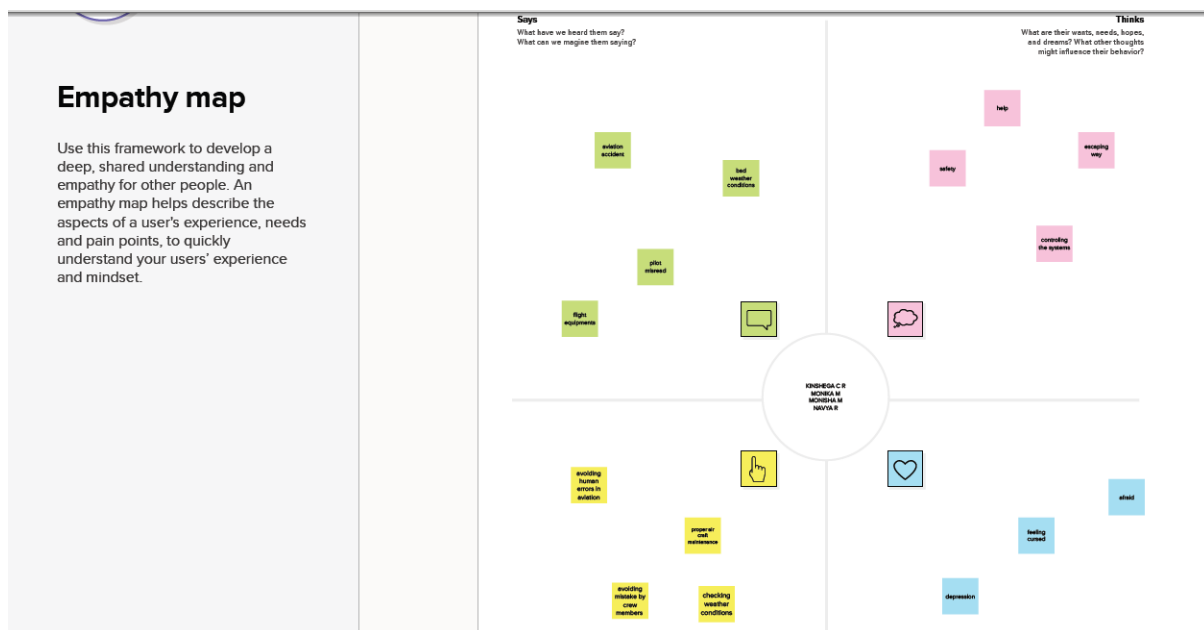 Empathy map
Use this framework to develop a
deep, shared understanding and
empathy for other people. An
empathy map helps describe the
aspects of a user's experience, needs
and pain points, to quickly
understand your users' experience
and mindset.
Says
What have we heard them say?
What can we magine them saying?
Thinks
What are their wants, needs, hopes,
and dreams? What other thoughts
might influence their behavior?
aviation
accident
bad
weather
conditions
pilot
misread
flight
equipments
help
safety
escaping
way
controling
the systems
KINSHEGA C R
MONIKA M
MONISHA M
NAVYA R
avoiding
human
errors in
aviation
proper air
craft
maintenance
avoiding
mistake by
crew
members
checking
weather
conditions
afraid
feeling
cursed
depression